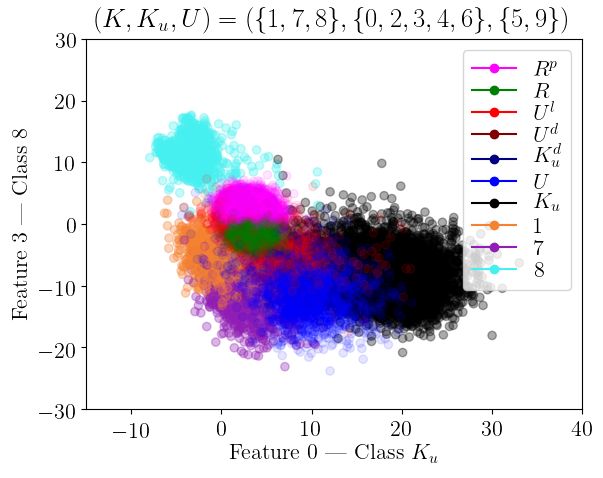 (K, K_u, U) = ({1, 7, 8}, {0, 2, 3, 4, 6}, {5, 9})
30
20
10
0
−10
−20
−30
Feature 3 — Class 8
R^p
R
U^l
U^d
K_u^d
U
K_u
1
7
8
−10
0
10
20
30
40
Feature 0 — Class K_u